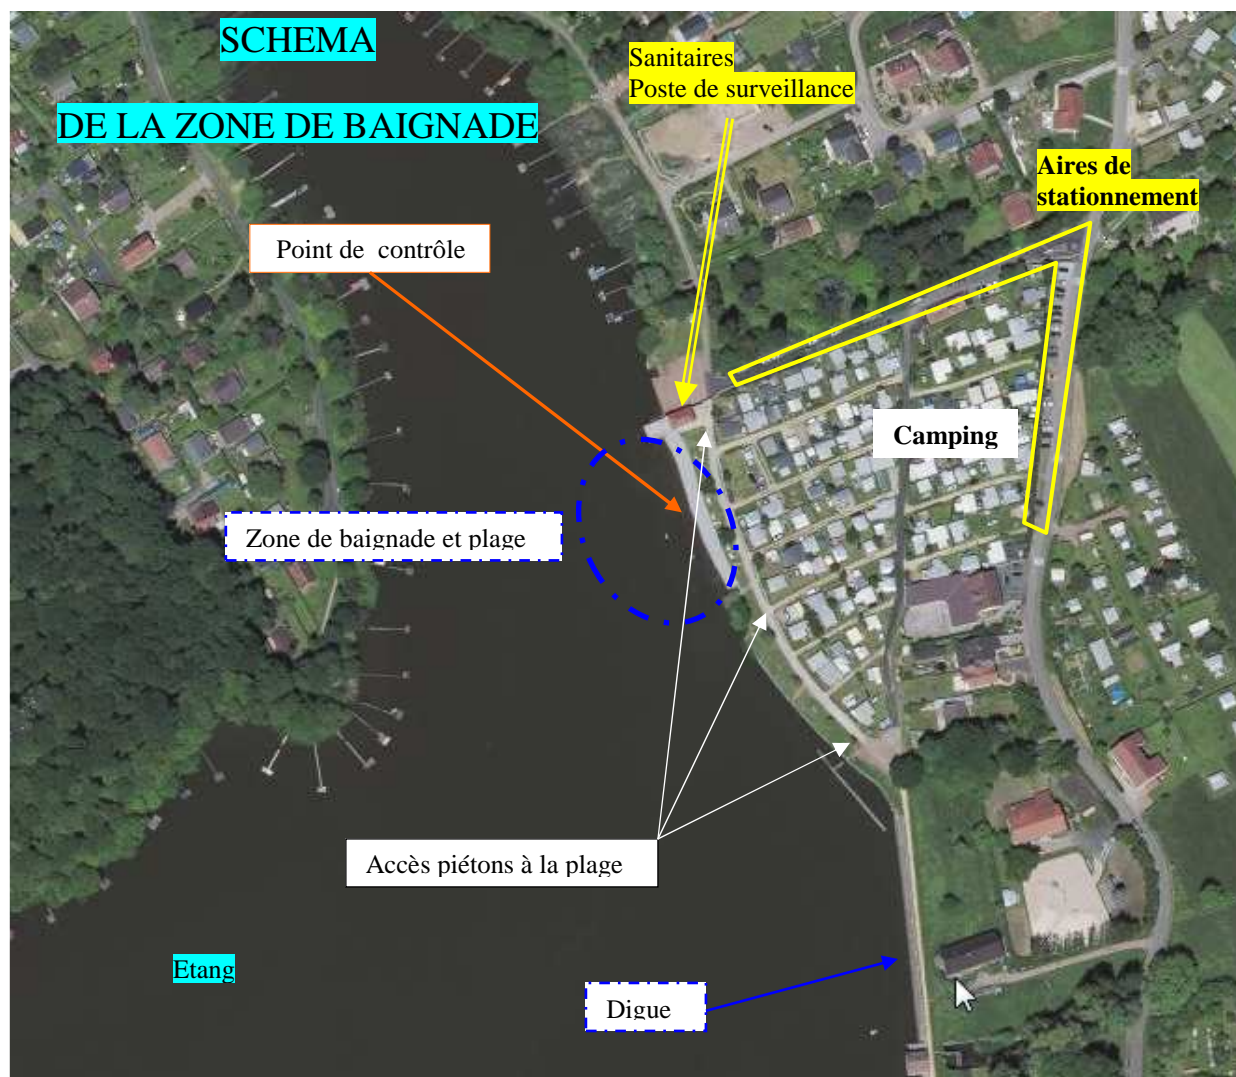 SCHEMA
DE LA ZONE DE BAIGNADE
Sanitaires
Poste de surveillance
Aires de
stationnement
Point de contrôle
Camping
Zone de baignade et plage
Accès piétons à la plage
Etang
Digue